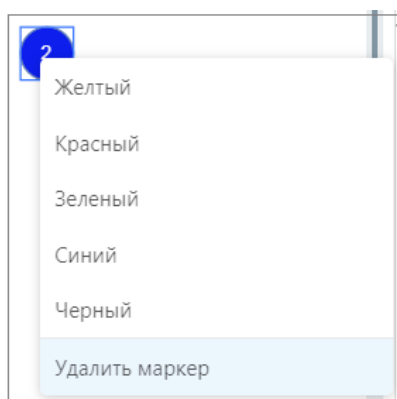 2
Желтый
Красный
Зеленый
Синий
Черный
Удалить маркер